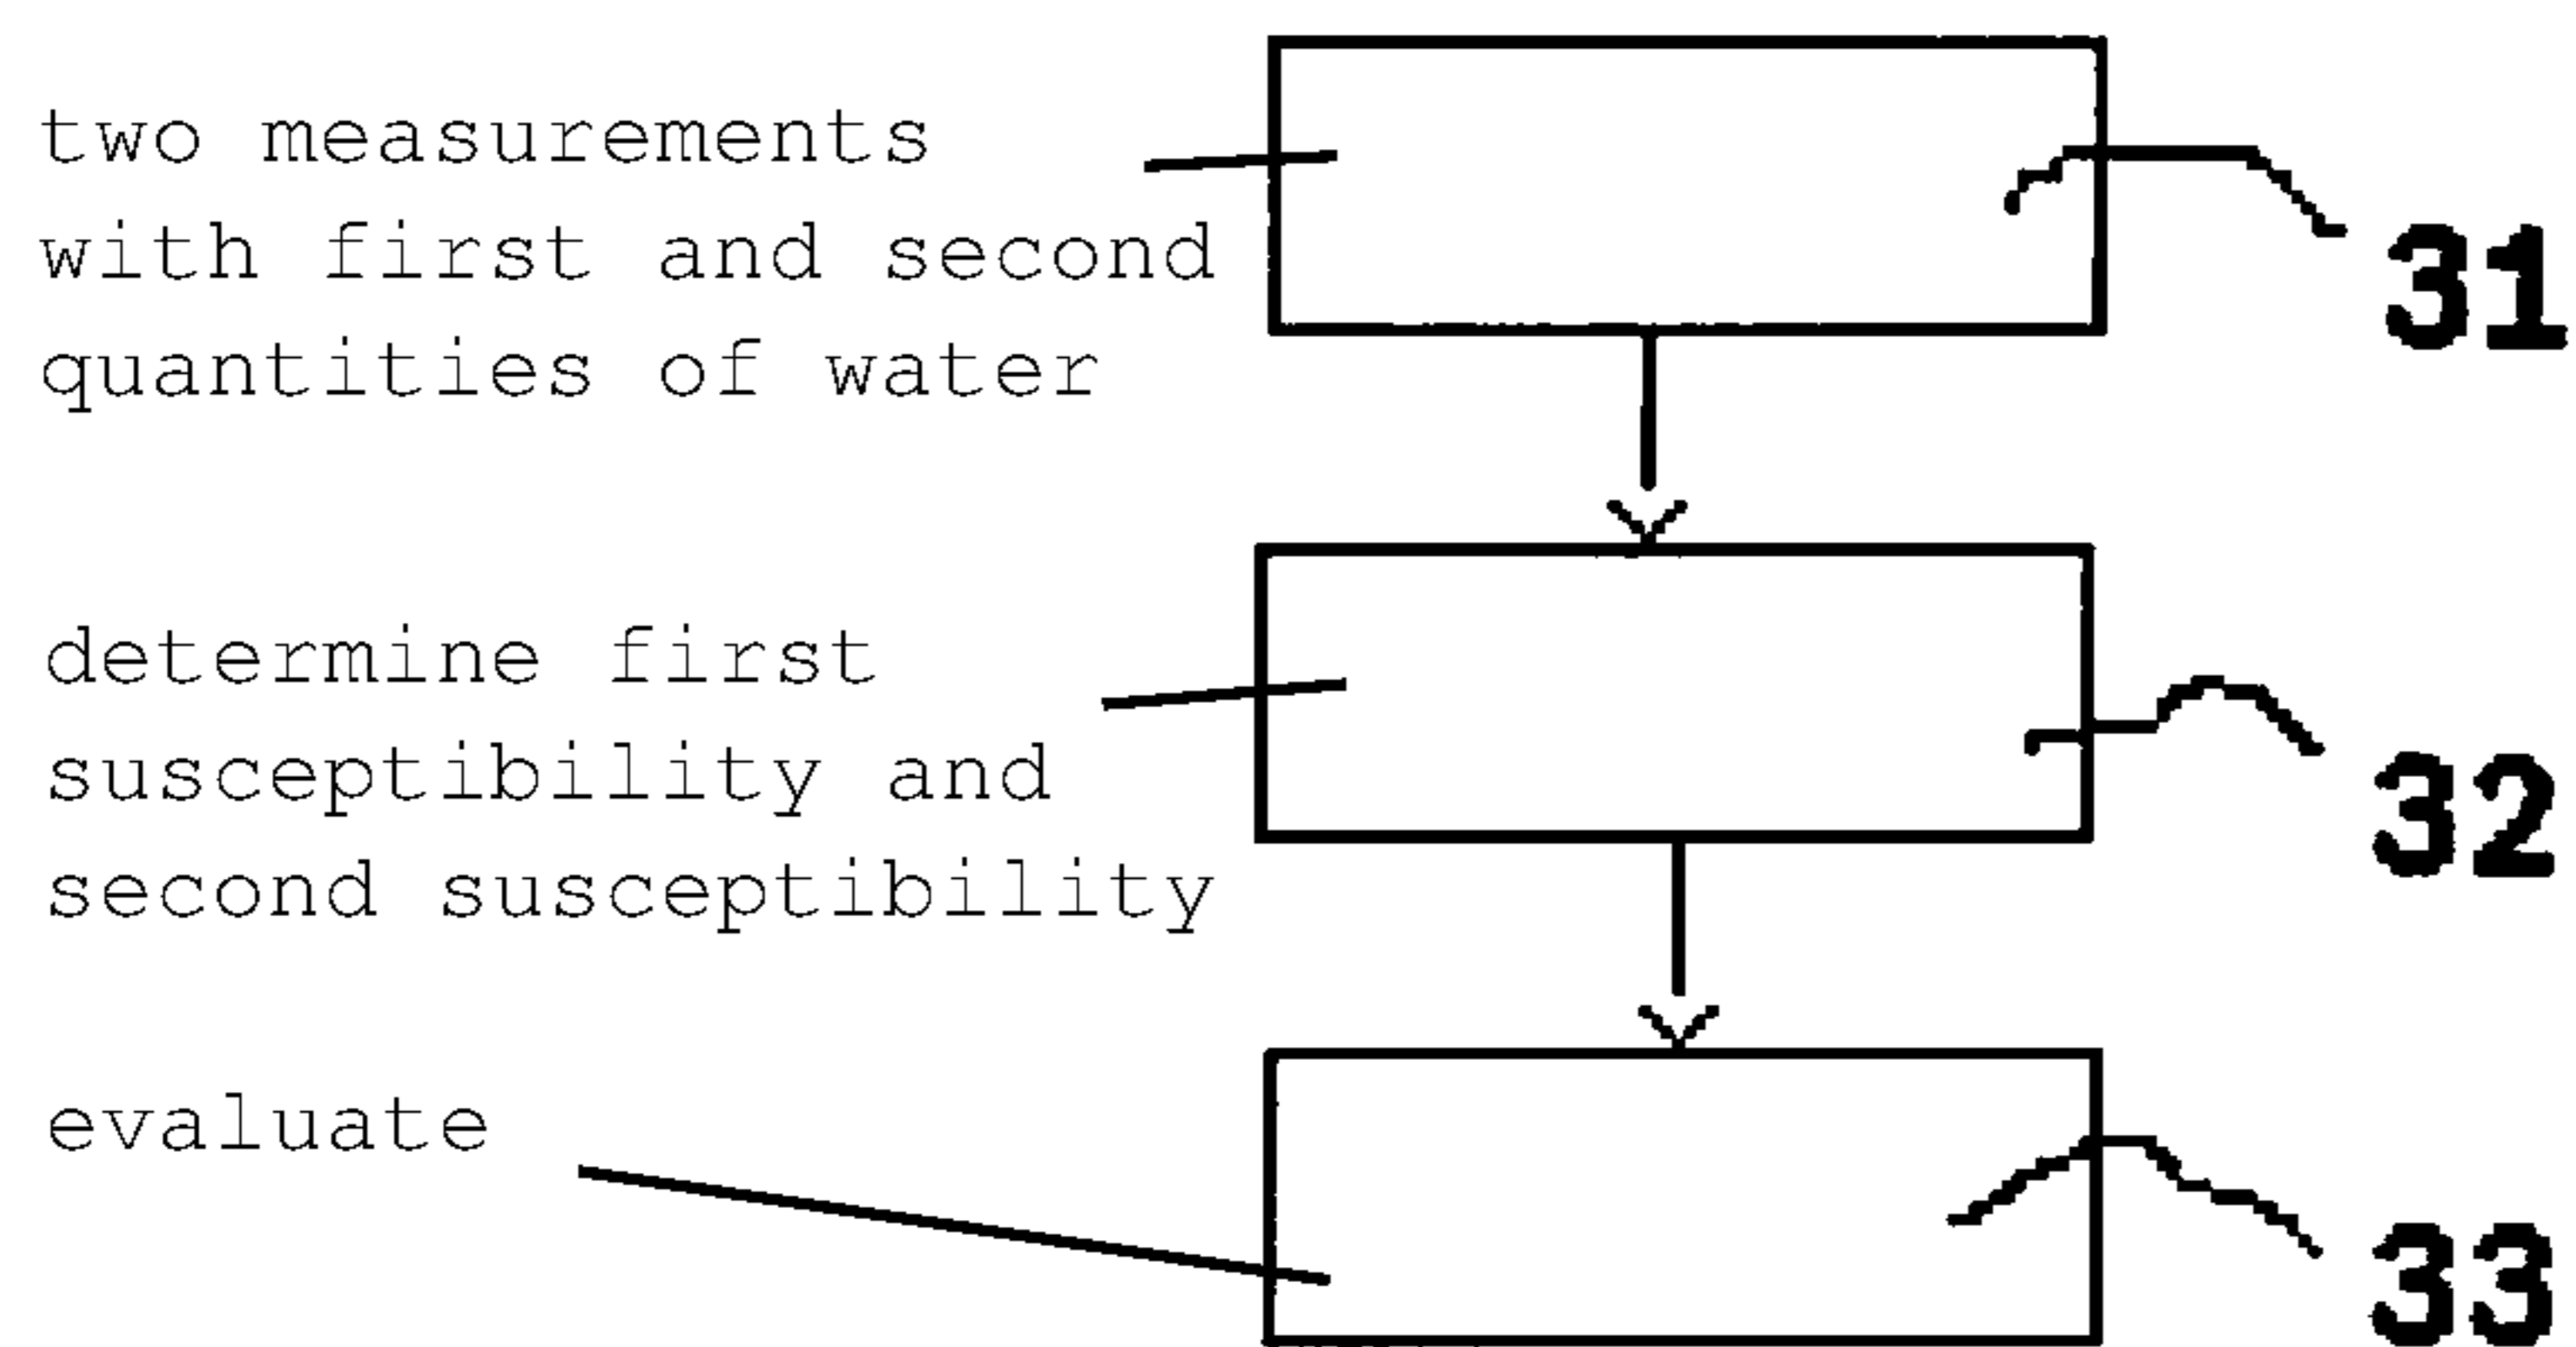 two measurements
with first and second
quantities of water
31
determine first
susceptibility and
second susceptibility
32
evaluate
33